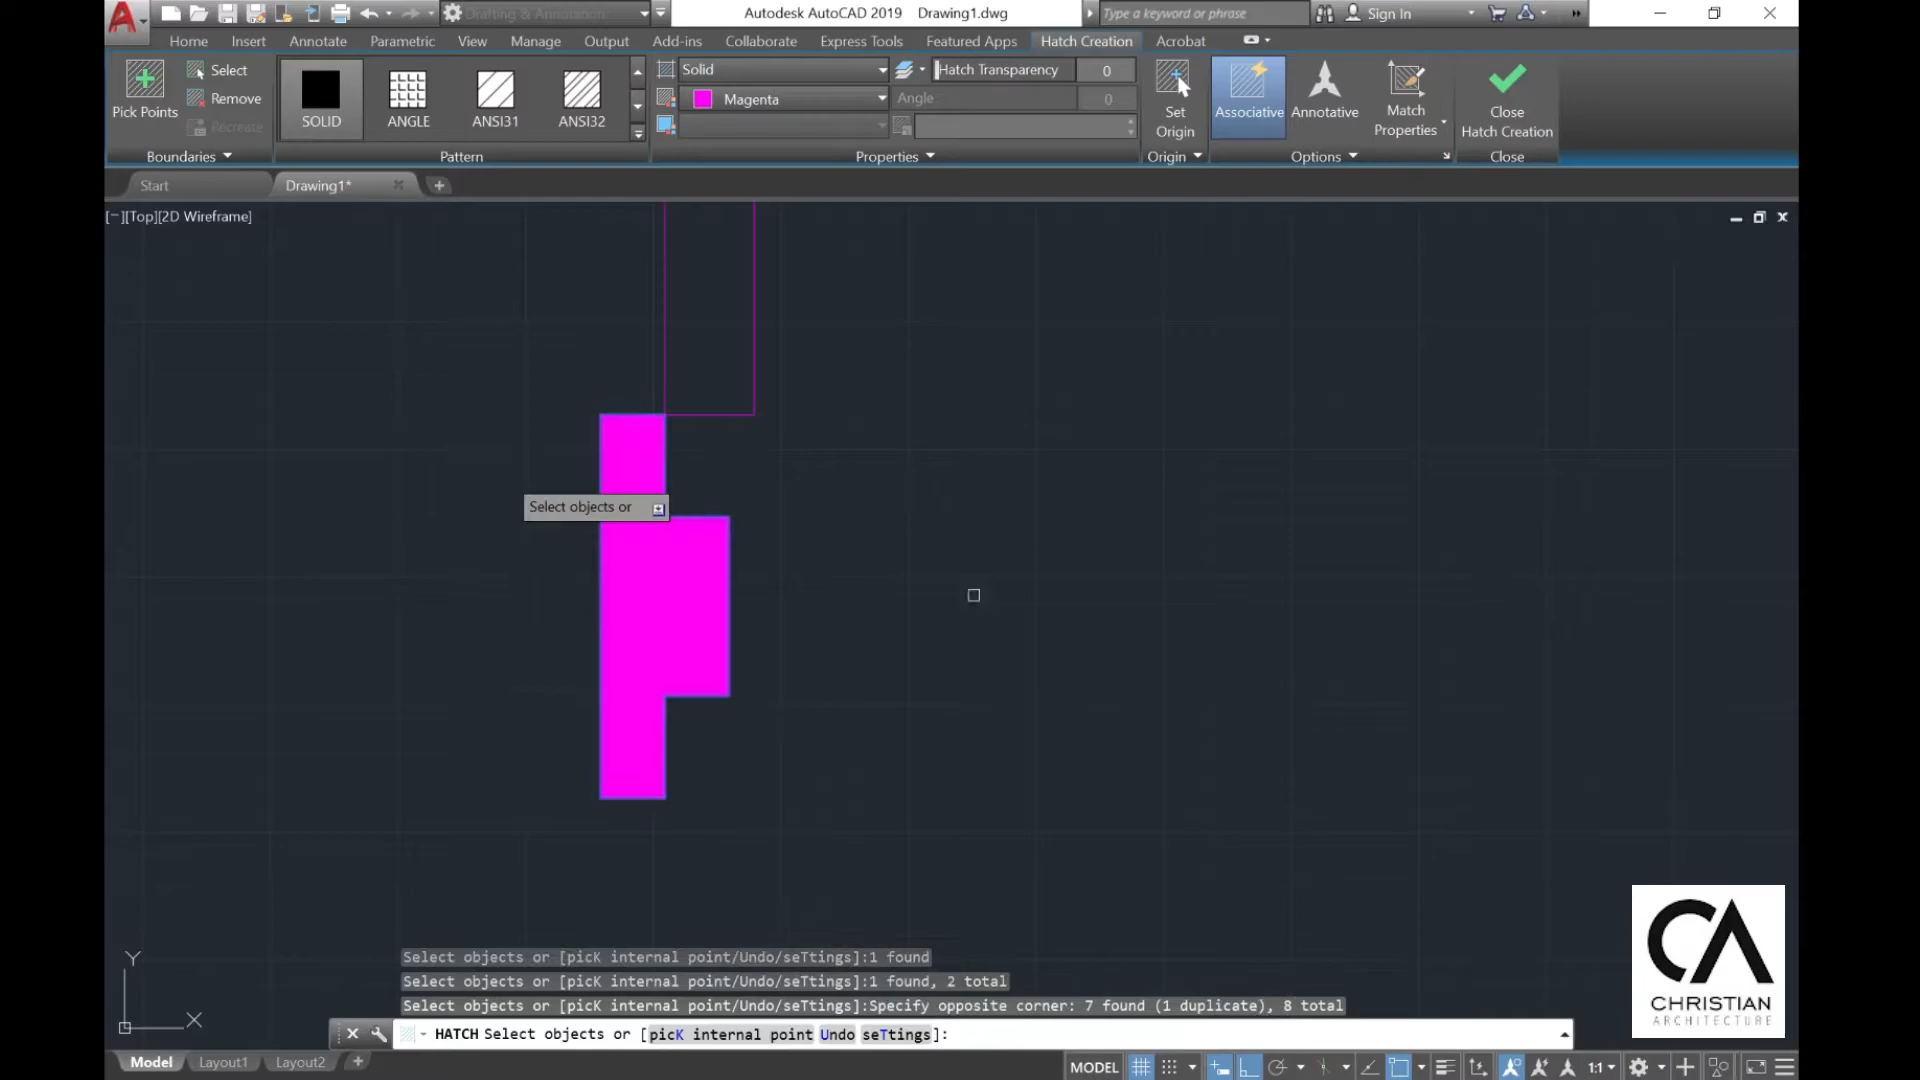 Drafting & Annotation
Autodesk AutoCAD 2019 Drawing1.dwg
Type a keyword or phrase
Sign In
Home Insert Annotate Parametric View Manage Output Add-ins Collaborate Express Tools Featured Apps Hatch Creation Acrobat
Pick Points
Select
Remove
Recreate
Boundaries
SOLID
ANGLE
ANSI31
ANSI32
Pattern
Solid
Magenta
Hatch Transparency 0
Angle 0
Properties
Set
Origin
Origin
Associative
Annotative
Match
Properties
Options
Close
Hatch Creation
Close
Start
Drawing1*
[−][Top][2D Wireframe]
Select objects or
Y
X
Select objects or [picK internal point/Undo/seTtings]:1 found
Select objects or [picK internal point/Undo/seTtings]:1 found, 2 total
Select objects or [picK internal point/Undo/seTtings]:Specify opposite corner: 7 found (1 duplicate), 8 total
HATCH Select objects or [picK internal point Undo seTtings]:
Model Layout1 Layout2
MODEL
1:1
CA
CHRISTIAN
ARCHITECTURE